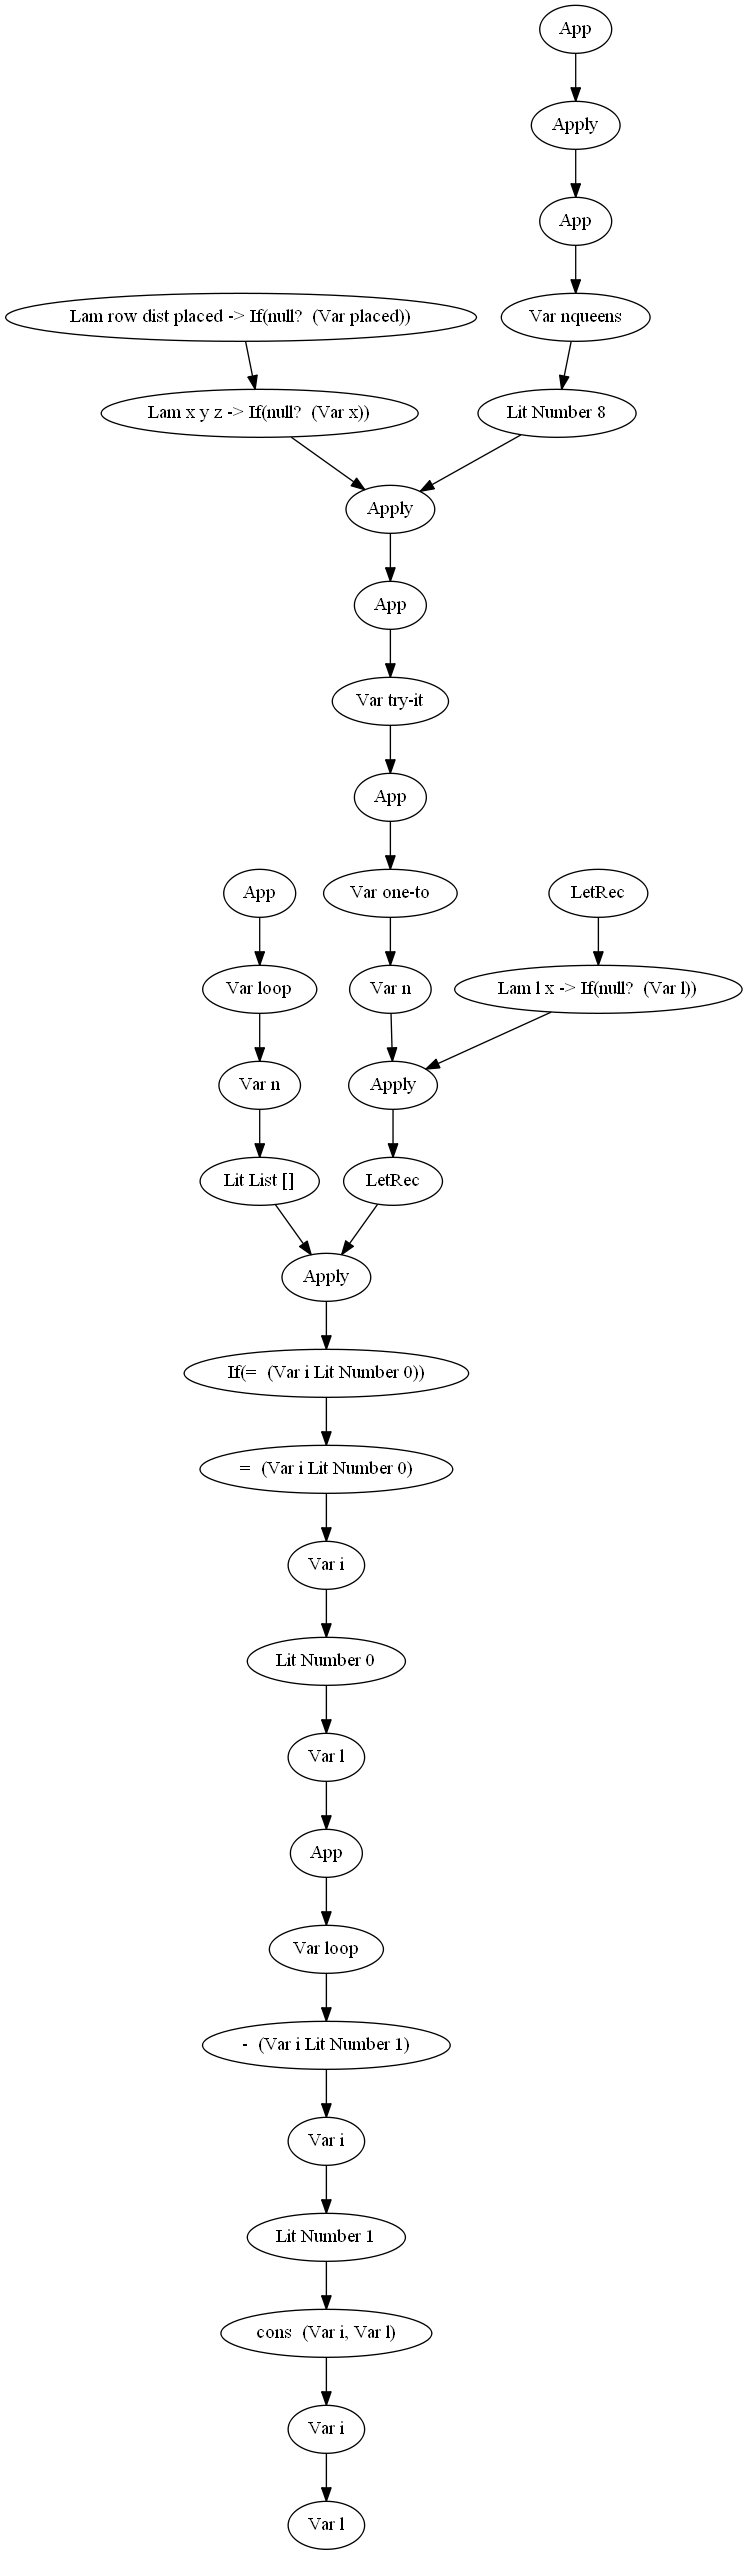 App
Apply
App
Lam row dist placed -> If(null?  (Var placed))
Var nqueens
Lam x y z -> If(null?  (Var x))
Lit Number 8
Apply
App
Var try-it
App
App
Var one-to
LetRec
Var loop
Var n
Lam l x -> If(null?  (Var l))
Var n
Apply
Lit List []
LetRec
Apply
If(=  (Var i Lit Number 0))
=  (Var i Lit Number 0)
Var i
Lit Number 0
Var l
App
Var loop
-  (Var i Lit Number 1)
Var i
Lit Number 1
cons  (Var i, Var l)
Var i
Var l